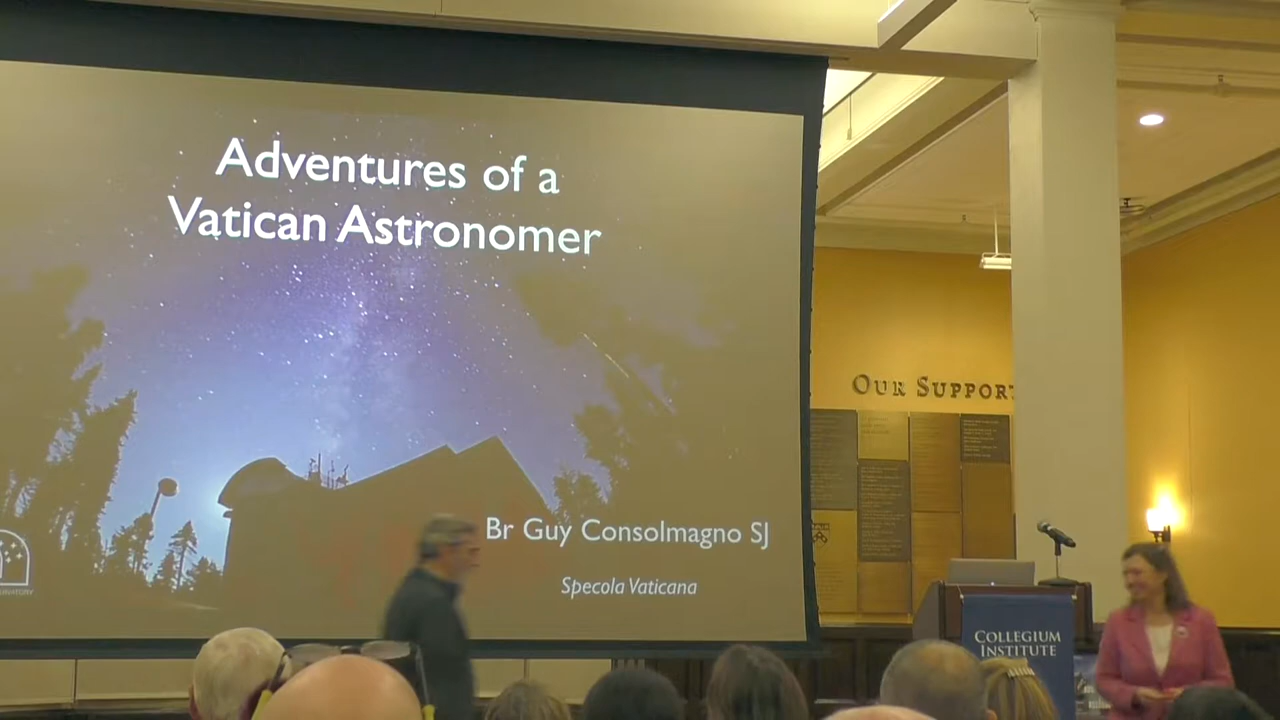 Adventures of a
Vatican Astronomer
Br Guy Consolmagno SJ
Specola Vaticana
OUR SUPPORT
COLLEGIUM
INSTITUTE